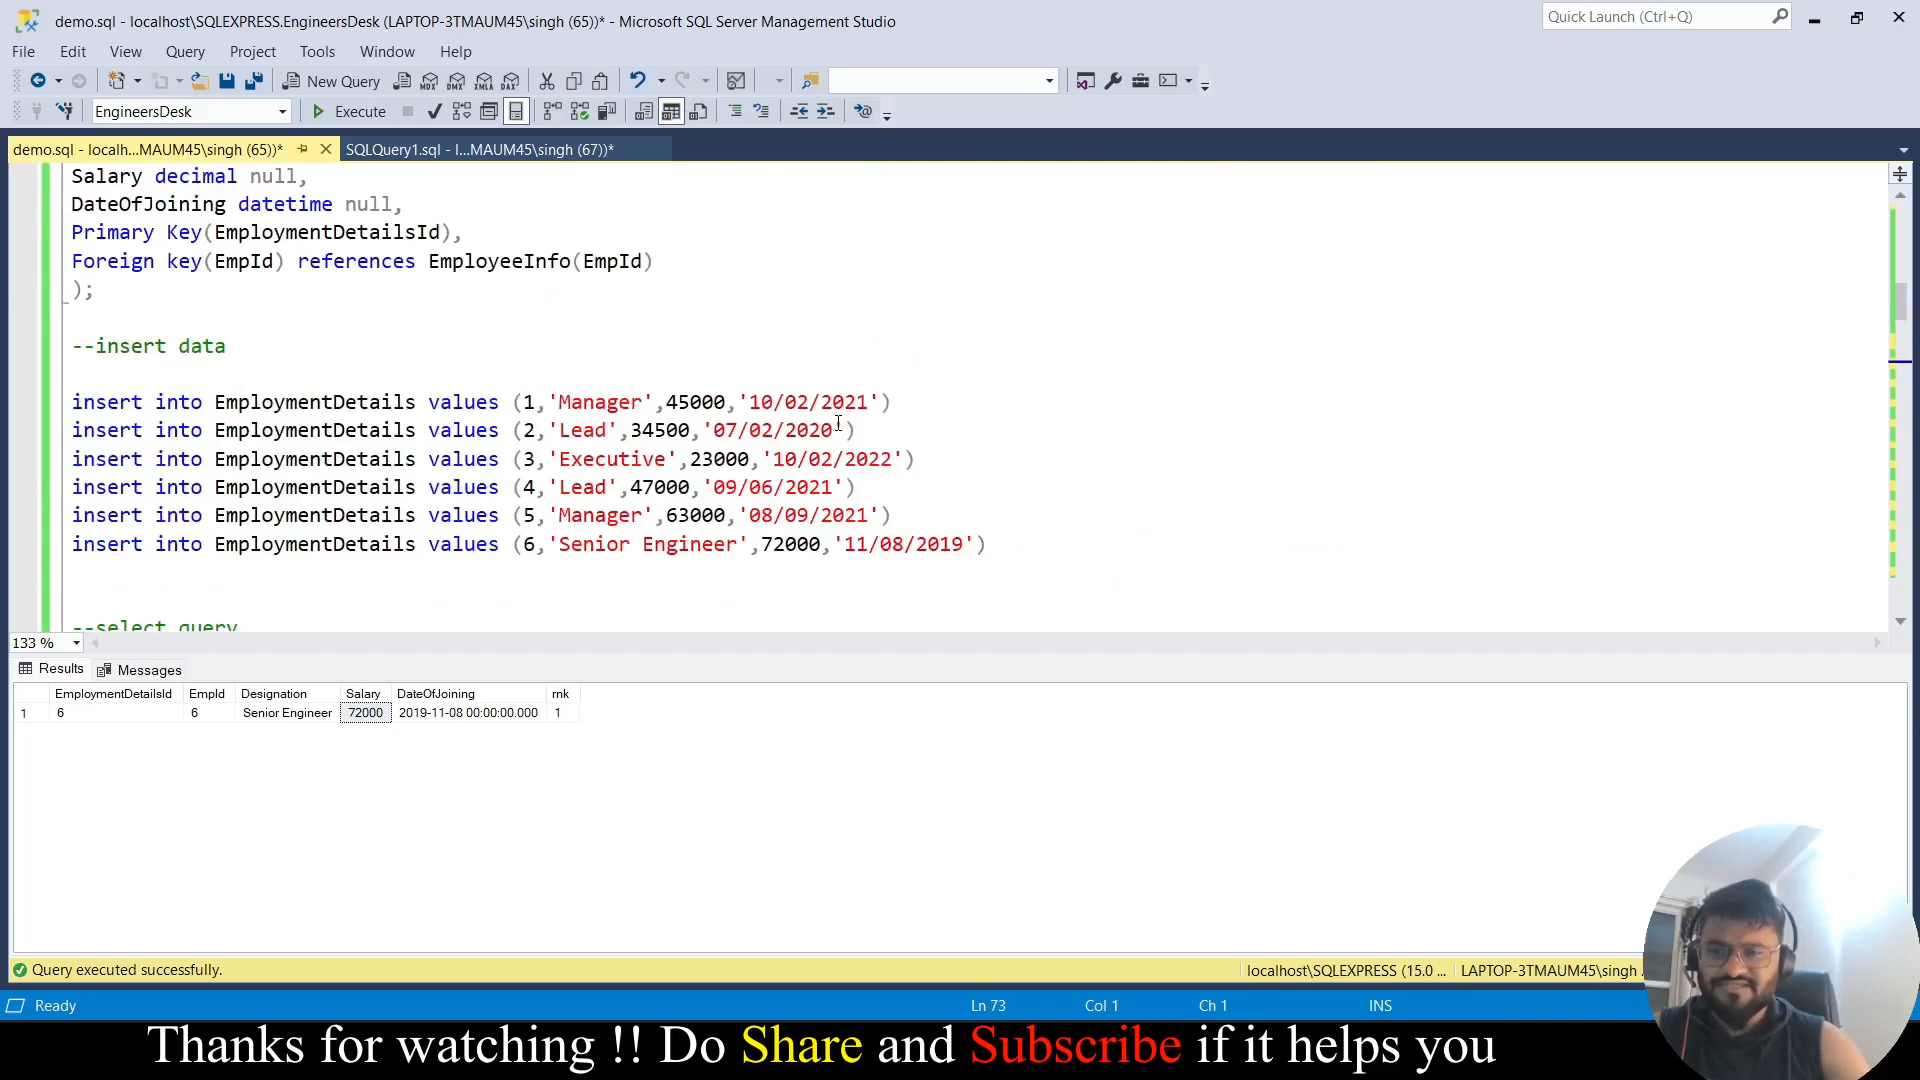 demo.sql - localhost\SQLEXPRESS.EngineersDesk (LAPTOP-3TMAUM45\singh (65))* - Microsoft SQL Server Management Studio
Quick Launch (Ctrl+Q)
File Edit View Query Project Tools Window Help
New Query
EngineersDesk Execute
demo.sql - localh...MAUM45\singh (65))* SQLQuery1.sql - l...MAUM45\singh (67))*
Salary decimal null,
DateOfJoining datetime null,
Primary Key(EmploymentDetailsId),
Foreign key(EmpId) references EmployeeInfo(EmpId)
);
--insert data
insert into EmploymentDetails values (1,'Manager',45000,'10/02/2021')
insert into EmploymentDetails values (2,'Lead',34500,'07/02/2020')
insert into EmploymentDetails values (3,'Executive',23000,'10/02/2022')
insert into EmploymentDetails values (4,'Lead',47000,'09/06/2021')
insert into EmploymentDetails values (5,'Manager',63000,'08/09/2021')
insert into EmploymentDetails values (6,'Senior Engineer',72000,'11/08/2019')
--select query
133 %
Results Messages
EmploymentDetailsId EmpId Designation Salary DateOfJoining rnk
1 6 6 Senior Engineer 72000 2019-11-08 00:00:00.000 1
Query executed successfully. localhost\SQLEXPRESS (15.0 ... LAPTOP-3TMAUM45\singh .
Ready Ln 73 Col 1 Ch 1 INS
Thanks for watching !! Do Share and Subscribe if it helps you